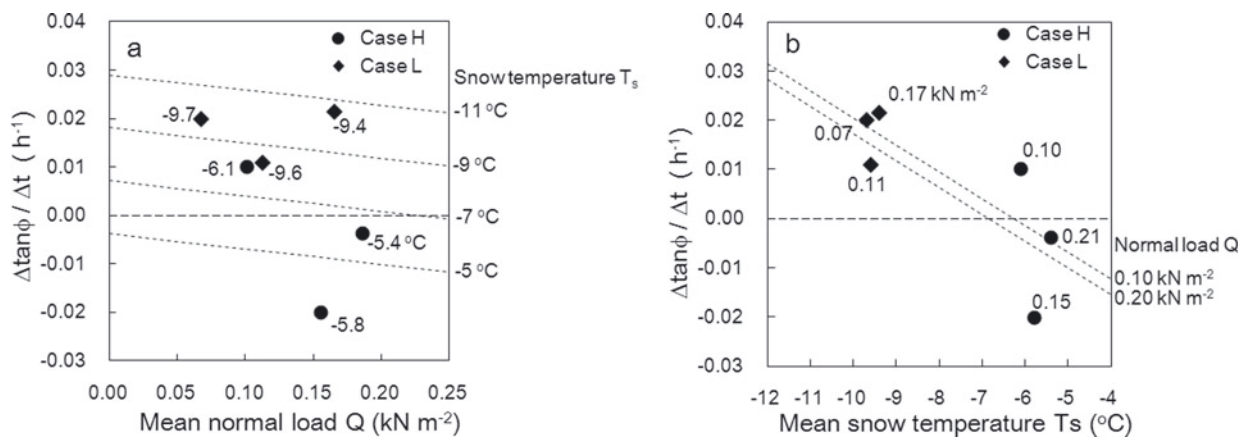 a
Case H
Case L
Snow temperature Tₛ
Δtanϕ / Δt ( h⁻¹)
0.04
0.03
0.02
0.01
0.00
-0.01
-0.02
-0.03
-9.7
-9.4
-6.1
-9.6
-5.4 °C
-5.8
-11 °C
-9 °C
-7 °C
-5 °C
0.00 0.05 0.10 0.15 0.20 0.25
Mean normal load Q (kN m⁻²)
b
Case H
Case L
Δtanϕ / Δt ( h⁻¹)
0.04
0.03
0.02
0.01
0.00
-0.01
-0.02
-0.03
0.17 kN m⁻²
0.07
0.11
0.10
0.21
0.15
Normal load Q
0.10 kN m⁻²
0.20 kN m⁻²
-12 -11 -10 -9 -8 -7 -6 -5 -4
Mean snow temperature Ts (°C)